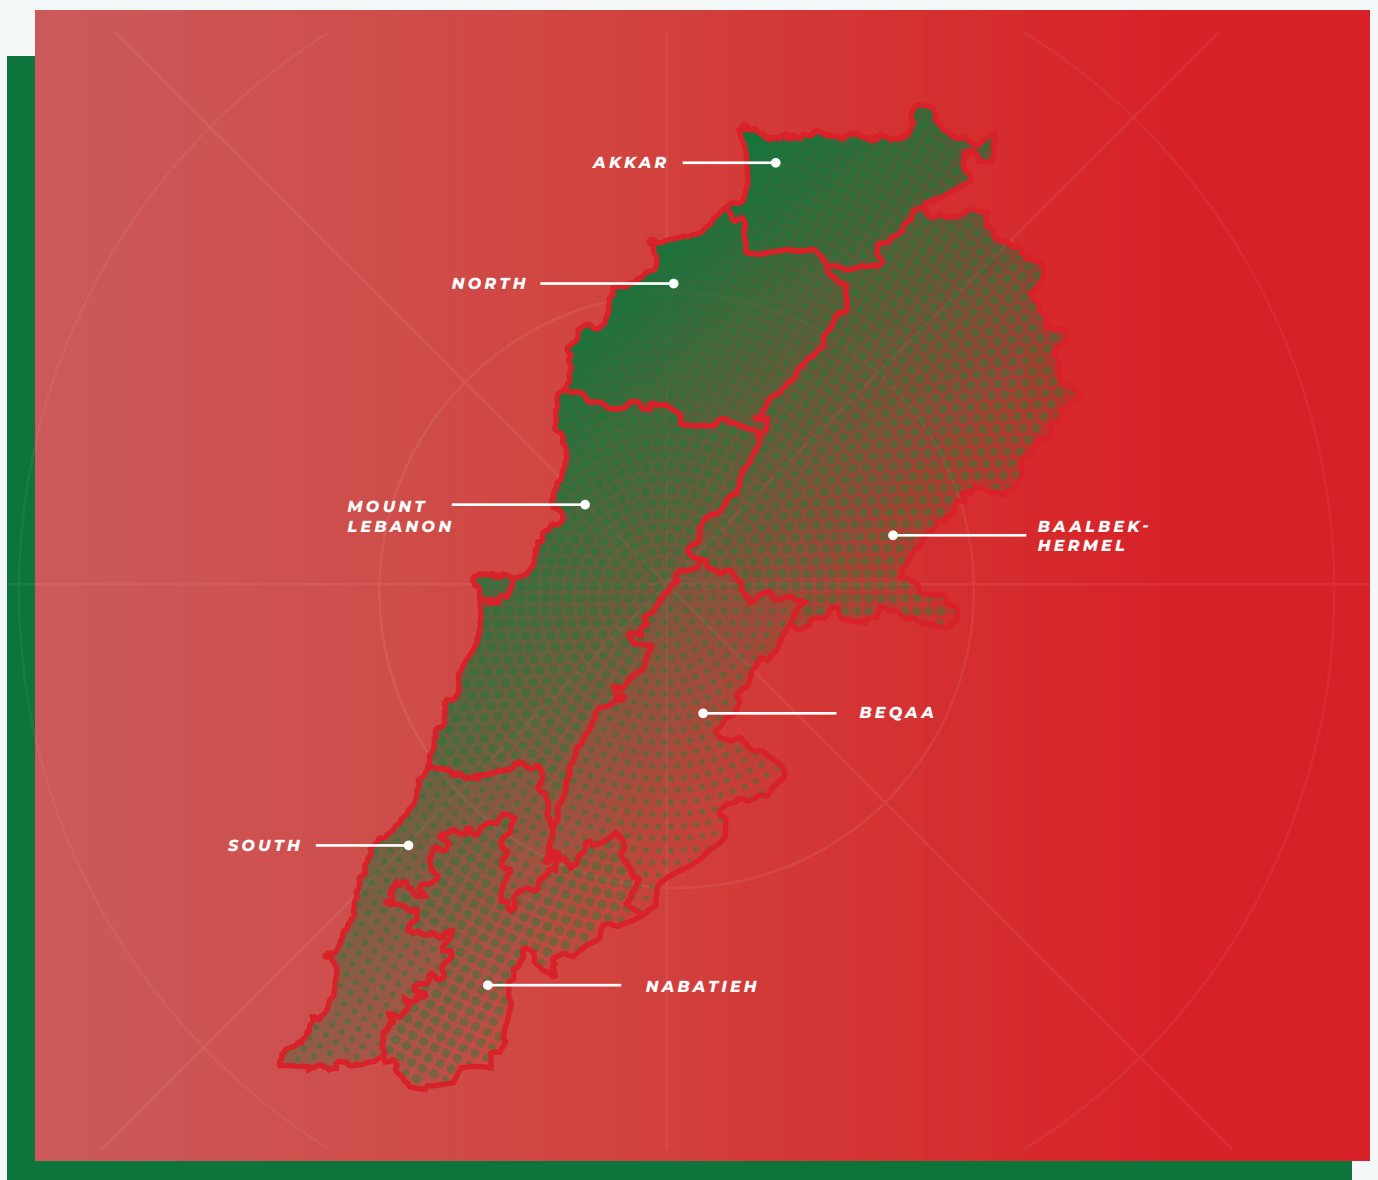 AKKAR
NORTH
MOUNT
LEBANON
BAALBEK-
HERMEL
BEQAA
SOUTH
NABATIEH